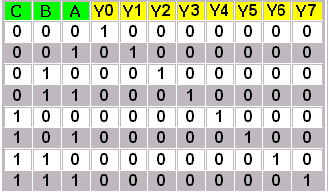 C B A Y0 Y1 Y2 Y3 Y4 Y5 Y6 Y7
0 0 0 1 0 0 0 0 0 0 0
0 0 1 0 1 0 0 0 0 0 0
0 1 0 0 0 1 0 0 0 0 0
0 1 1 0 0 0 1 0 0 0 0
1 0 0 0 0 0 0 1 0 0 0
1 0 1 0 0 0 0 0 1 0 0
1 1 0 0 0 0 0 0 0 1 0
1 1 1 0 0 0 0 0 0 0 1